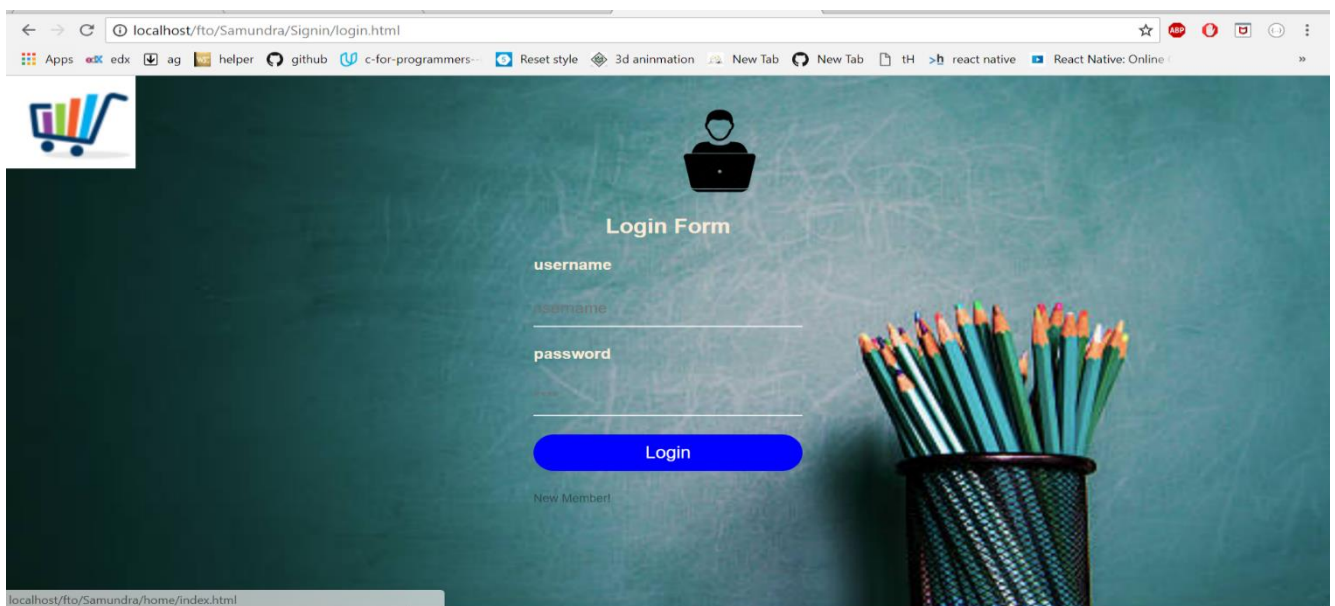 localhost/fto/Samundra/Signin/login.html
ABP
Apps edX edx ag helper github c-for-programmers- Reset style 3d aninmation New Tab New Tab tH >h react native React Native: Online »
Login Form
username
username
password
Login
New Member!
localhost/fto/Samundra/home/index.html